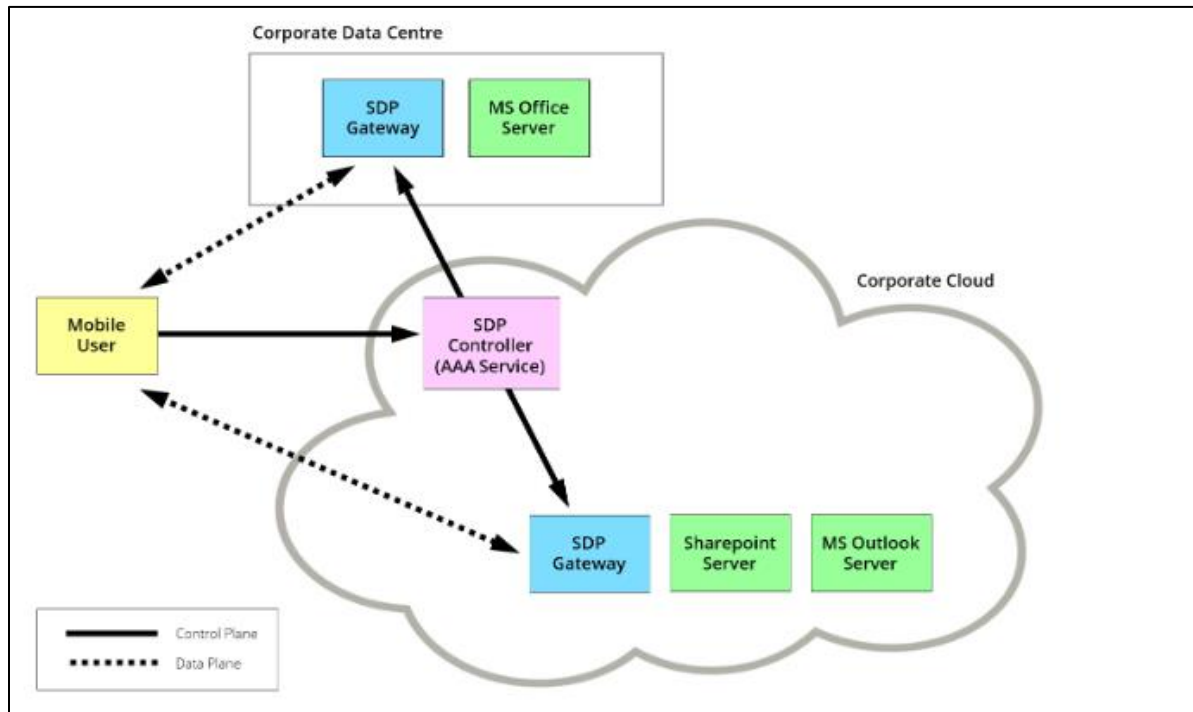 Corporate Data Centre
SDP
Gateway
MS Office
Server
Corporate Cloud
Mobile
User
SDP
Controller
(AAA Service)
SDP
Gateway
Sharepoint
Server
MS Outlook
Server
Control Plane
Data Plane